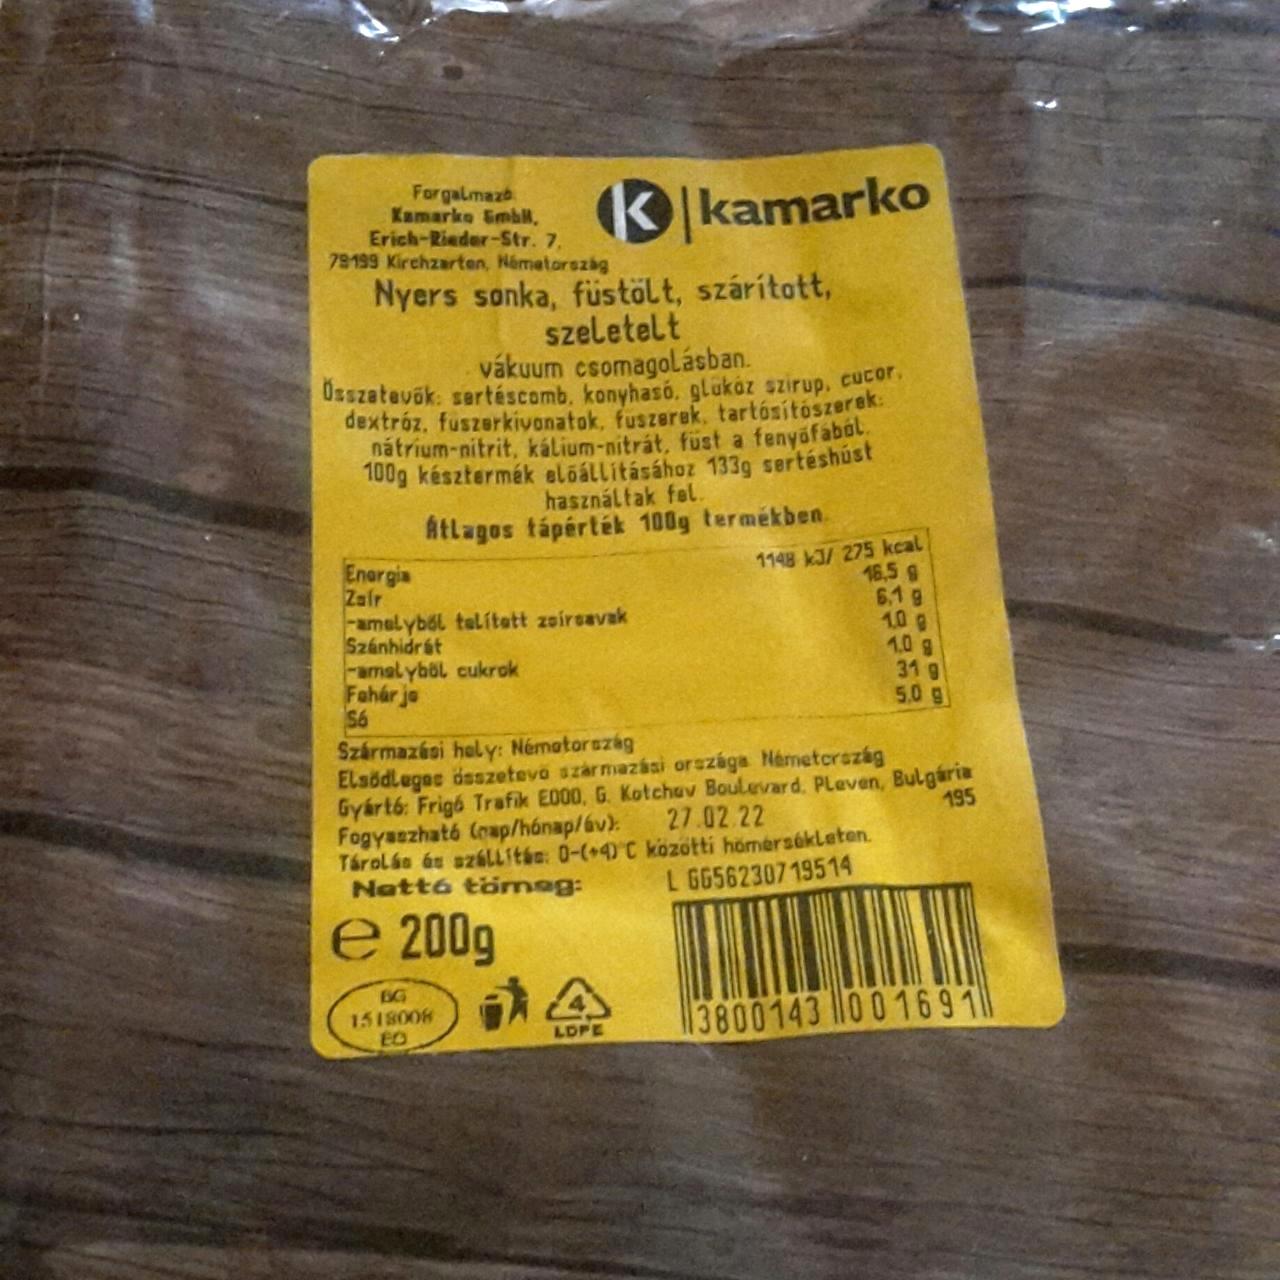 Forgalmazó:
Kamarko GmbH,
Erich-Rieder-Str. 7,
79199 Kirchzarten, Németország
K | kamarko
Nyers sonka, füstölt, szárított,
szeletelt
vákuum csomagolásban.
Összetevők: sertéscomb, konyhasó, glükóz szirup, cucor,
dextróz, fűszerkivonatok, fűszerek, tartósítószerek:
nátrium-nitrit, kálium-nitrát, füst a fenyőfából.
100g késztermék előállításához 133g sertéshúst
használtak fel.
Átlagos tápérték 100g termékben
Energia 1148 kJ/ 275 kcal
Zsír 16,5 g
-amelyből telített zsírsavak 6,1 g
Szénhidrát 1,0 g
-amelyből cukrok 1,0 g
Fehérje 31 g
Só 5,0 g
Származási hely: Németország
Elsődleges összetevő származási országa Németország
Gyártó: Frigo Trafik EOOD, G. Kotchev Boulevard, Pleven, Bulgária
195
Fogyasztható (nap/hónap/év): 27.02.22
Tárolás és szállítás: 0-(+4)°C közötti hőmérsékleten.
Nettó tömeg: L GG56230719514
e 200g
BG
1518008
EO
4
LDPE
3800143 001691